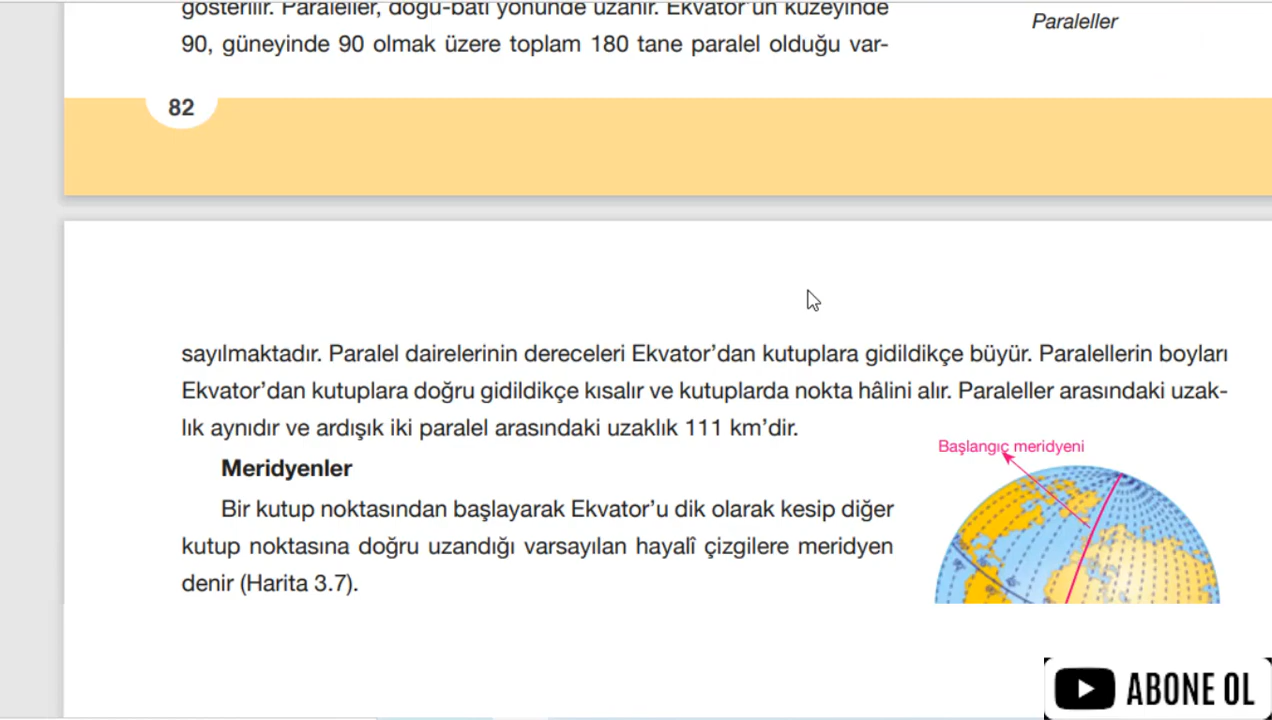 gösterilir. Paraleller, doğu-batı yönünde uzanır. Ekvator'un kuzeyinde
90, güneyinde 90 olmak üzere toplam 180 tane paralel olduğu var-
Paraleller
82
sayılmaktadır. Paralel dairelerinin dereceleri Ekvator’dan kutuplara gidildikçe büyür. Paralellerin boyları
Ekvator’dan kutuplara doğru gidildikçe kısalır ve kutuplarda nokta hâlini alır. Paraleller arasındaki uzak-
lık aynıdır ve ardışık iki paralel arasındaki uzaklık 111 km’dir.
Meridyenler
Bir kutup noktasından başlayarak Ekvator’u dik olarak kesip diğer
kutup noktasına doğru uzandığı varsayılan hayalî çizgilere meridyen
denir (Harita 3.7).
Başlangıç meridyeni
ABONE OL